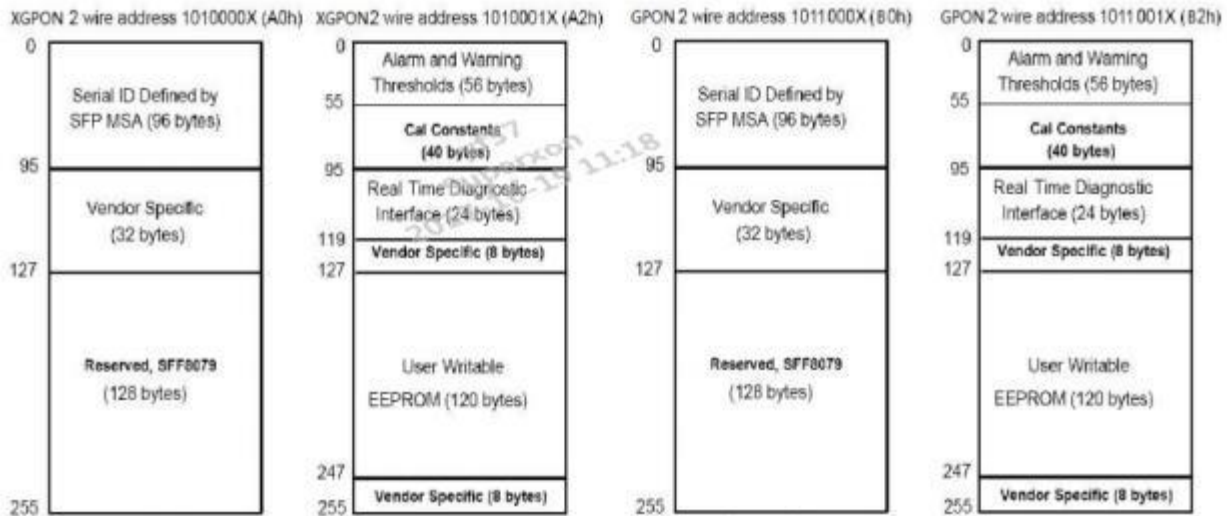 XGPON 2 wire address 1010000X (A0h)
0
Serial ID Defined by
SFP MSA (96 bytes)
95
Vendor Specific
(32 bytes)
127
Reserved, SFF8079
(128 bytes)
255
XGPON2 wire address 1010001X (A2h)
0
Alarm and Warning
Thresholds (56 bytes)
55
Cal Constants
(40 bytes)
95
Real Time Diagnostic
Interface (24 bytes)
119
Vendor Specific (8 bytes)
127
User Writable
EEPROM (120 bytes)
247
Vendor Specific (8 bytes)
255
GPON 2 wire address 1011000X (B0h)
0
Serial ID Defined by
SFP MSA (96 bytes)
95
Vendor Specific
(32 bytes)
127
Reserved, SFF8079
(128 bytes)
255
GPON 2 wire address 1011001X (B2h)
0
Alarm and Warning
Thresholds (56 bytes)
55
Cal Constants
(40 bytes)
95
Real Time Diagnostic
Interface (24 bytes)
119
Vendor Specific (8 bytes)
127
User Writable
EEPROM (120 bytes)
247
Vendor Specific (8 bytes)
255
11:18